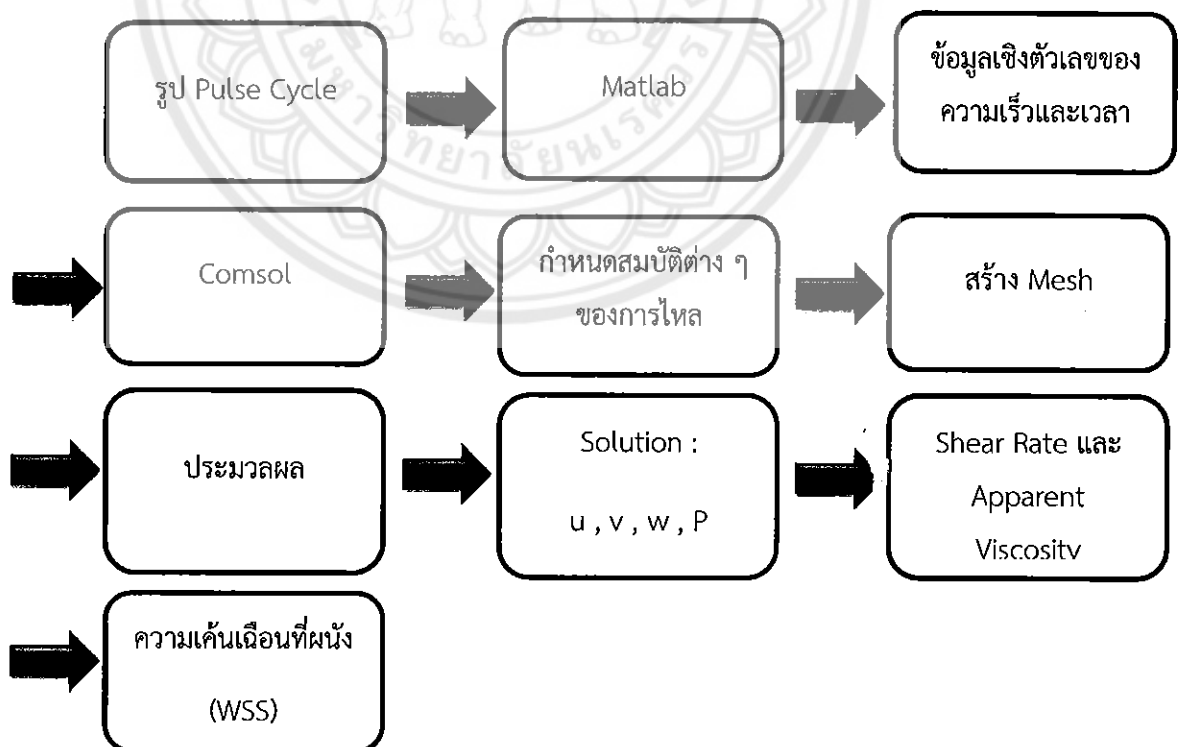 รูป Pulse Cycle
Matlab
ข้อมูลเชิงตัวเลขของ
ความเร็วและเวลา
Comsol
กำหนดสมบัติต่าง ๆ
ของการไหล
สร้าง Mesh
ประมวลผล
Solution :
u , v , w , P
Shear Rate และ
Apparent
Viscosity
ความเค้นเฉือนที่ผนัง
(WSS)